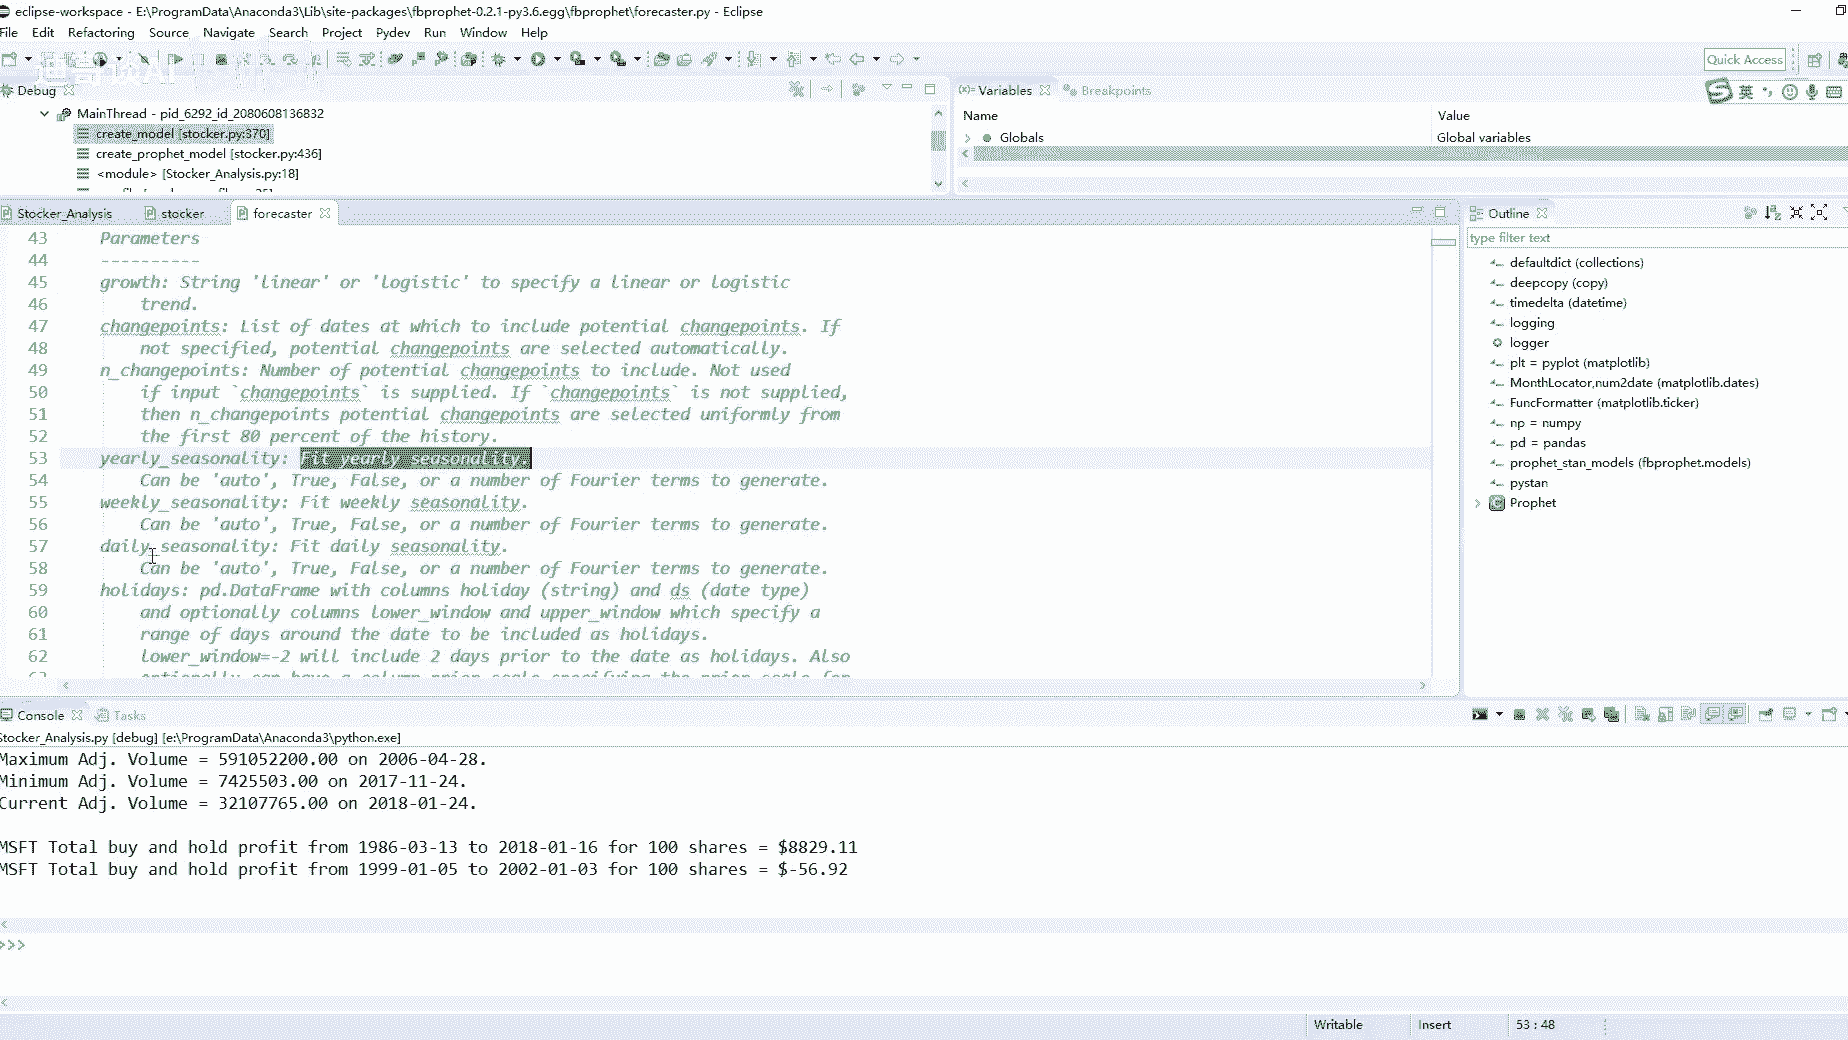 eclipse-workspace - E:\ProgramData\Anaconda3\Lib\site-packages\fbprophet-0.2.1-py3.6.egg\fbprophet\forecaster.py - Eclipse
File Edit Refactoring Source Navigate Search Project Pydev Run Window Help
Quick Access
Debug
MainThread - pid_6292_id_2080608136832
create_model [stocker.py:370]
create_prophet_model [stocker.py:436]
<module> [Stocker_Analysis.py:18]
(x)= Variables Breakpoints
英
Name Value
Globals Global variables
Stocker_Analysis stocker forecaster
43 Parameters
44 ----------
45 growth: String 'linear' or 'logistic' to specify a linear or logistic
46 trend.
47 changepoints: List of dates at which to include potential changepoints. If
48 not specified, potential changepoints are selected automatically.
49 n_changepoints: Number of potential changepoints to include. Not used
50 if input `changepoints` is supplied. If `changepoints` is not supplied,
51 then n_changepoints potential changepoints are selected uniformly from
52 the first 80 percent of the history.
53 yearly_seasonality: Fit yearly seasonality.
54 Can be 'auto', True, False, or a number of Fourier terms to generate.
55 weekly_seasonality: Fit weekly seasonality.
56 Can be 'auto', True, False, or a number of Fourier terms to generate.
57 daily_seasonality: Fit daily seasonality.
58 Can be 'auto', True, False, or a number of Fourier terms to generate.
59 holidays: pd.DataFrame with columns holiday (string) and ds (date type)
60 and optionally columns lower_window and upper_window which specify a
61 range of days around the date to be included as holidays.
62 lower_window=-2 will include 2 days prior to the date as holidays. Also
Outline
type filter text
defaultdict (collections)
deepcopy (copy)
timedelta (datetime)
logging
logger
plt = pyplot (matplotlib)
MonthLocator,num2date (matplotlib.dates)
FuncFormatter (matplotlib.ticker)
np = numpy
pd = pandas
prophet_stan_models (fbprophet.models)
pystan
Prophet
Console Tasks
Stocker_Analysis.py [debug] [e:\ProgramData\Anaconda3\python.exe]
Maximum Adj. Volume = 591052200.00 on 2006-04-28.
Minimum Adj. Volume = 7425503.00 on 2017-11-24.
Current Adj. Volume = 32107765.00 on 2018-01-24.
MSFT Total buy and hold profit from 1986-03-13 to 2018-01-16 for 100 shares = $8829.11
MSFT Total buy and hold profit from 1999-01-05 to 2002-01-03 for 100 shares = $-56.92
>>>
Writable Insert 53 : 48